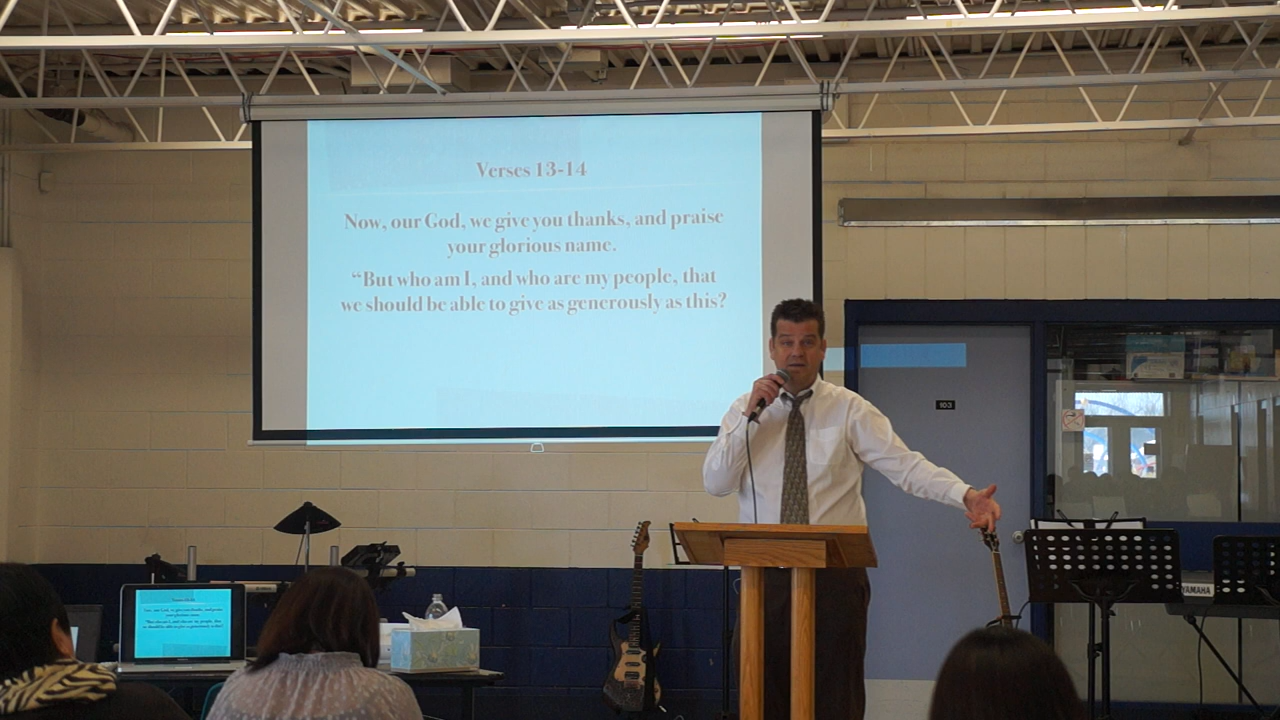 Verses 13-14
Now, our God, we give you thanks, and praise
your glorious name.
“But who am I, and who are my people, that
we should be able to give as generously as this?
103
YAMAHA